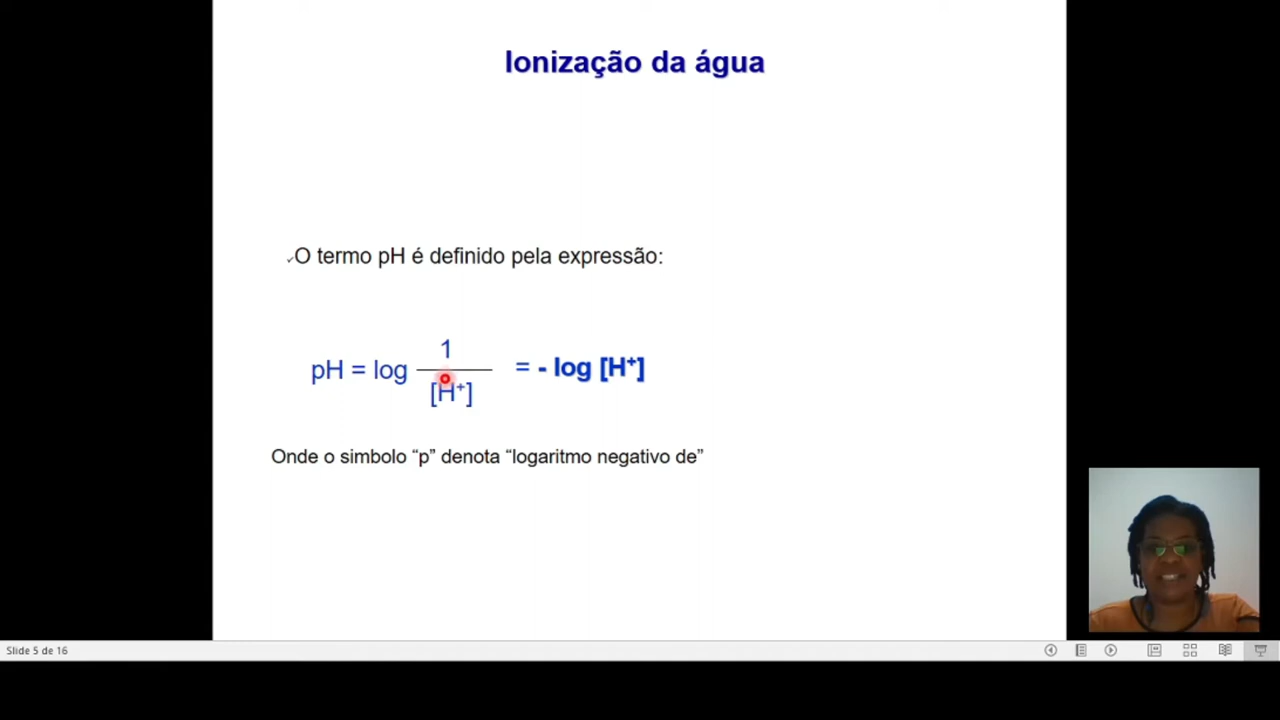 Ionização da água
✓O termo pH é definido pela expressão:
pH = log 1 / [H⁺] = - log [H⁺]
Onde o simbolo “p” denota “logaritmo negativo de”
Slide 5 de 16